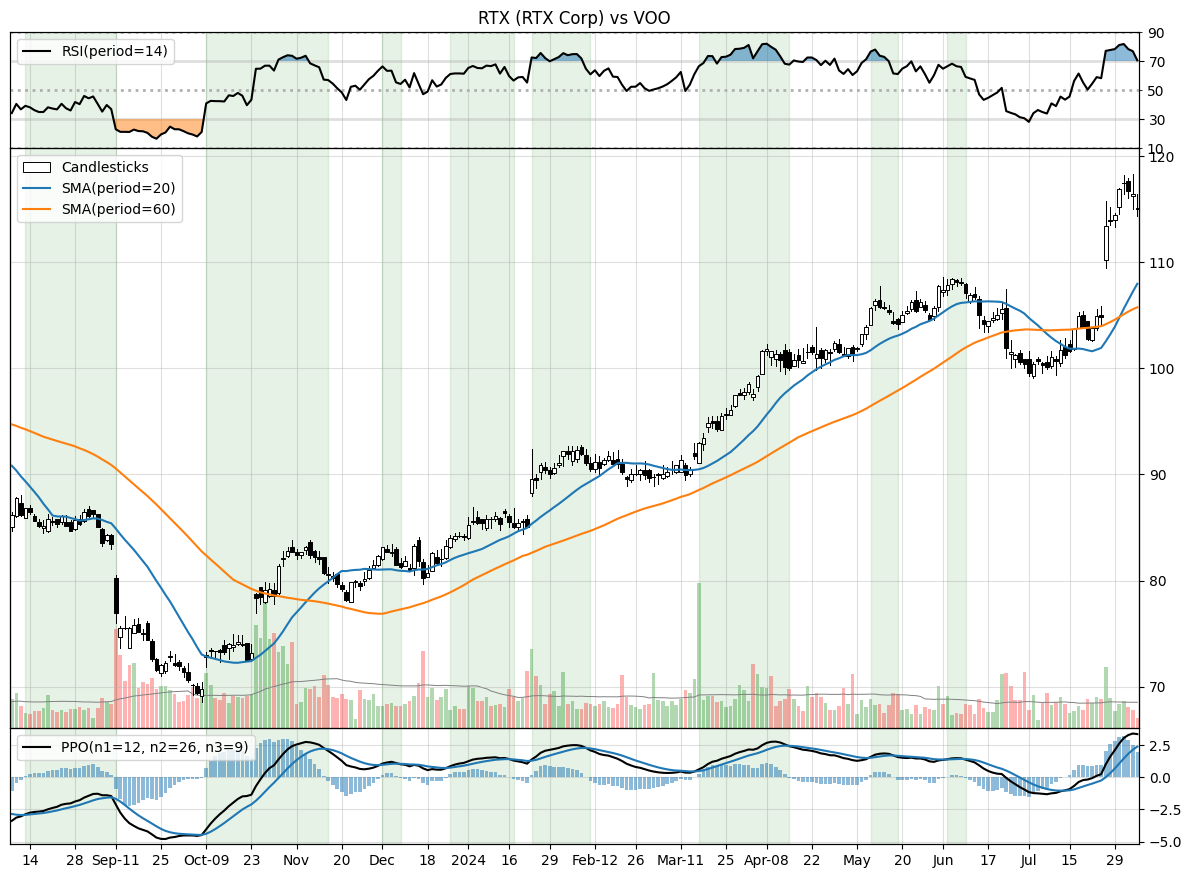 RTX (RTX Corp) vs VOO
RSI(period=14)
90
70
50
30
10
Candlesticks
SMA(period=20)
SMA(period=60)
120
110
100
90
80
70
PPO(n1=12, n2=26, n3=9)
2.5
0.0
−2.5
−5.0
14 28 Sep-11 25 Oct-09 23 Nov 20 Dec 18 2024 16 29 Feb-12 26 Mar-11 25 Apr-08 22 May 20 Jun 17 Jul 15 29